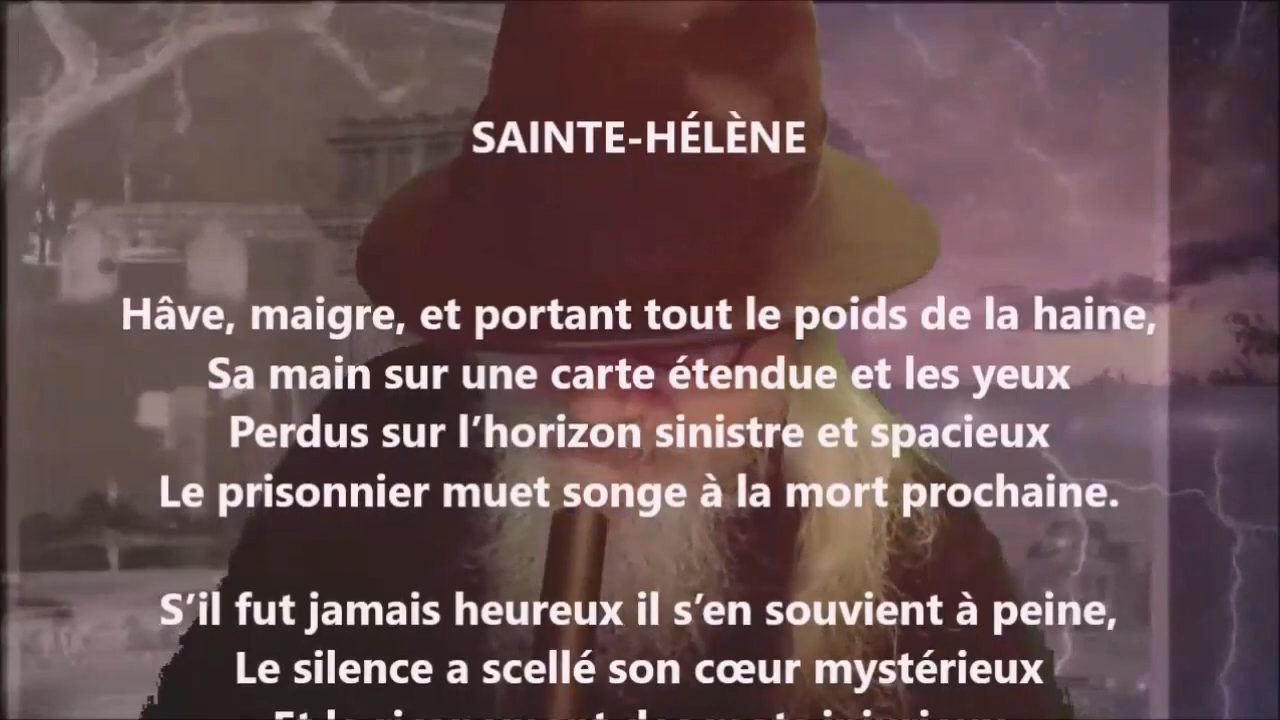 SAINTE-HÉLÈNE
Hâve, maigre, et portant tout le poids de la haine,
Sa main sur une carte étendue et les yeux
Perdus sur l’horizon sinistre et spacieux
Le prisonnier muet songe à la mort prochaine.
S’il fut jamais heureux il s’en souvient à peine,
Le silence a scellé son cœur mystérieux